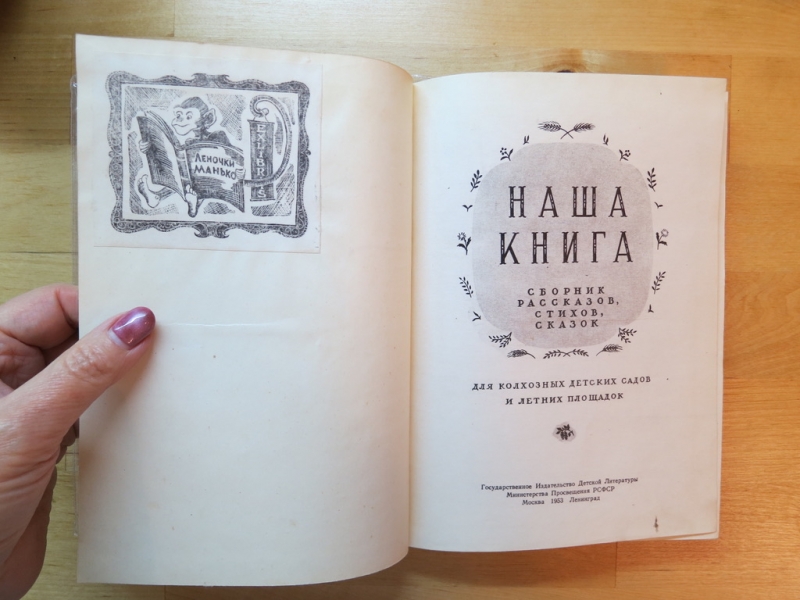 ЛЕНОЧКИ
МАНЬКО
EXLIBRIS
НАША
КНИГА
СБОРНИК
РАССКАЗОВ,
СТИХОВ,
СКАЗОК
ДЛЯ КОЛХОЗНЫХ ДЕТСКИХ САДОВ
И ЛЕТНИХ ПЛОЩАДОК
Государственное Издательство Детской Литературы
Министерства Просвещения РСФСР
Москва 1953 Ленинград